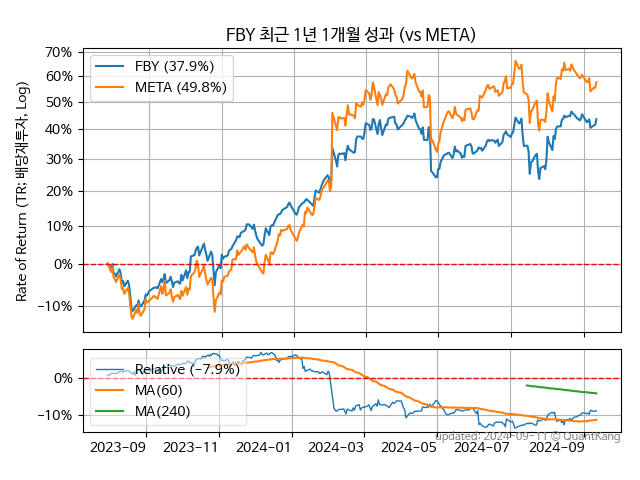 FBY 최근 1년 1개월 성과 (vs META)
Rate of Return (TR: 배당재투자, Log)
70%
60%
50%
40%
30%
20%
10%
0%
−10%
FBY (37.9%)
META (49.8%)
0%
−10%
Relative (−7.9%)
MA(60)
MA(240)
2023−09 2023−11 2024−01 2024−03 2024−05 2024−07 2024−09
updated: 2024−09−11 © QuantKang